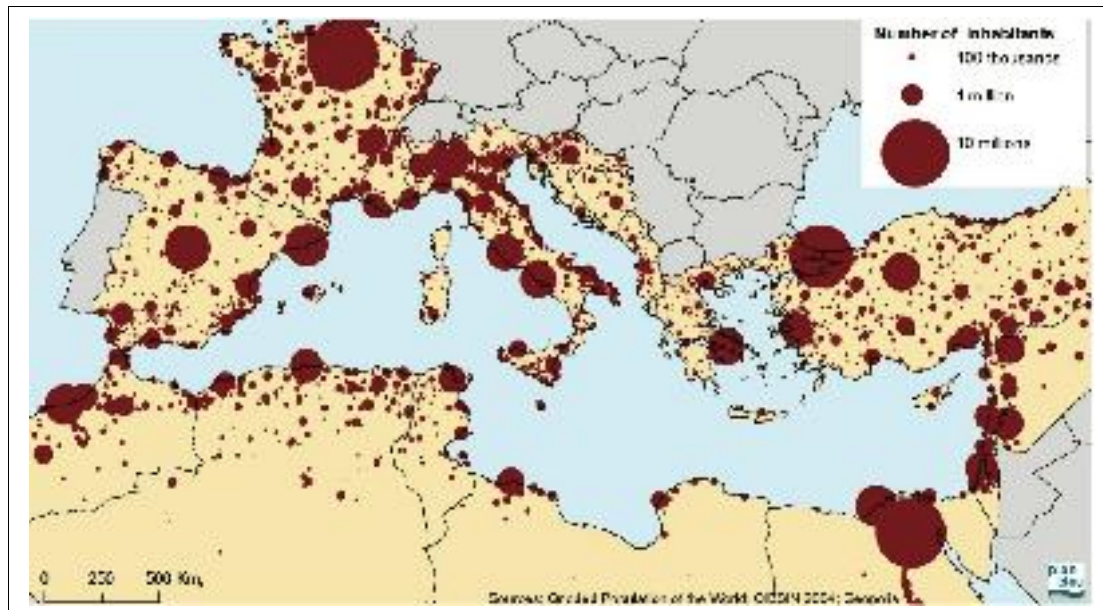 Number of inhabitants
100 thousands
1 million
10 millions
0 250 500 Km,
Sources: Gridded Population of the World, CIESIN 2004; Geopolis
plan
bleu